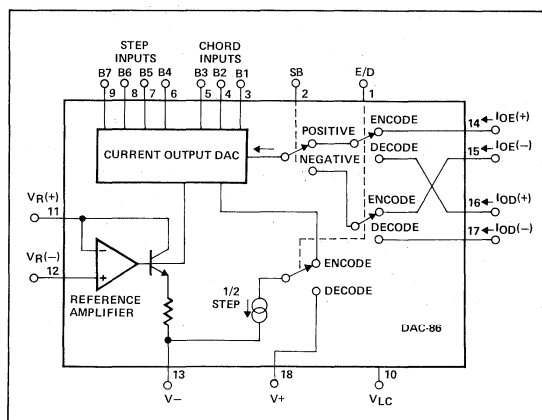 STEP INPUTS
CHORD INPUTS
B7 B6 B5 B4 B3 B2 B1 SB E/D
9 8 7 6 5 4 3 2 1
ENCODE
14 IOE(+)
POSITIVE
15 IOE(−)
CURRENT OUTPUT DAC
NEGATIVE
DECODE
ENCODE
16 IOD(+)
VR(+)
11
DECODE
17 IOD(−)
VR(−)
12
− +
ENCODE
REFERENCE AMPLIFIER
1/2 STEP
DECODE
DAC-86
13 18 10
V− V+ VLC